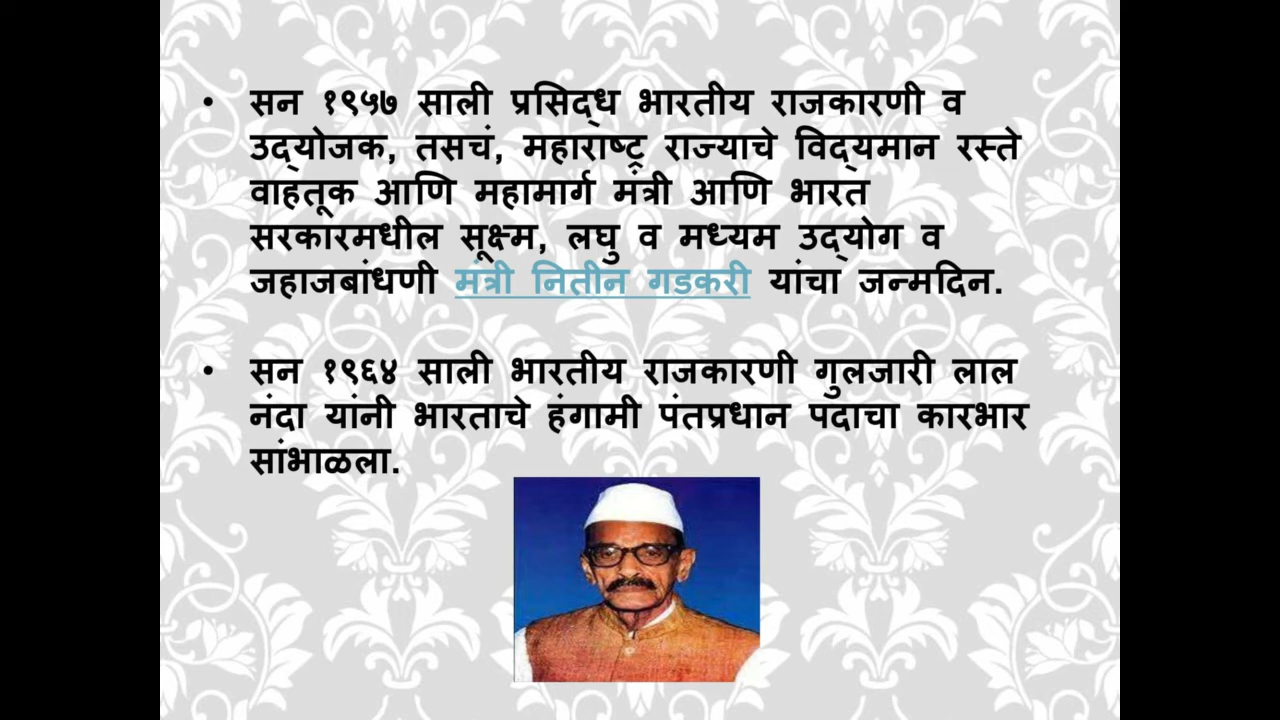 • सन १९५७ साली प्रसिद्ध भारतीय राजकारणी व
उद्योजक, तसचं, महाराष्ट्र राज्याचे विद्यमान रस्ते
वाहतूक आणि महामार्ग मंत्री आणि भारत
सरकारमधील सूक्ष्म, लघु व मध्यम उद्योग व
जहाजबांधणी मंत्री नितीन गडकरी यांचा जन्मदिन.
• सन १९६४ साली भारतीय राजकारणी गुलजारी लाल
नंदा यांनी भारताचे हंगामी पंतप्रधान पदाचा कारभार
सांभाळला.